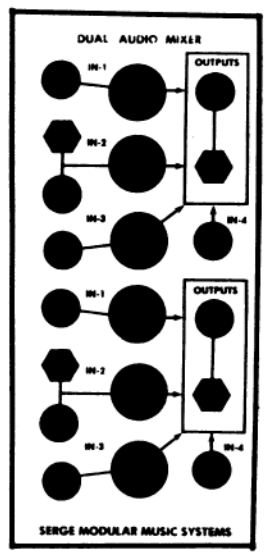 DUAL AUDIO MIXER
IN-1
OUTPUTS
IN-2
IN-3
IN-4
IN-1
OUTPUTS
IN-2
IN-3
IN-4
SERGE MODULAR MUSIC SYSTEMS